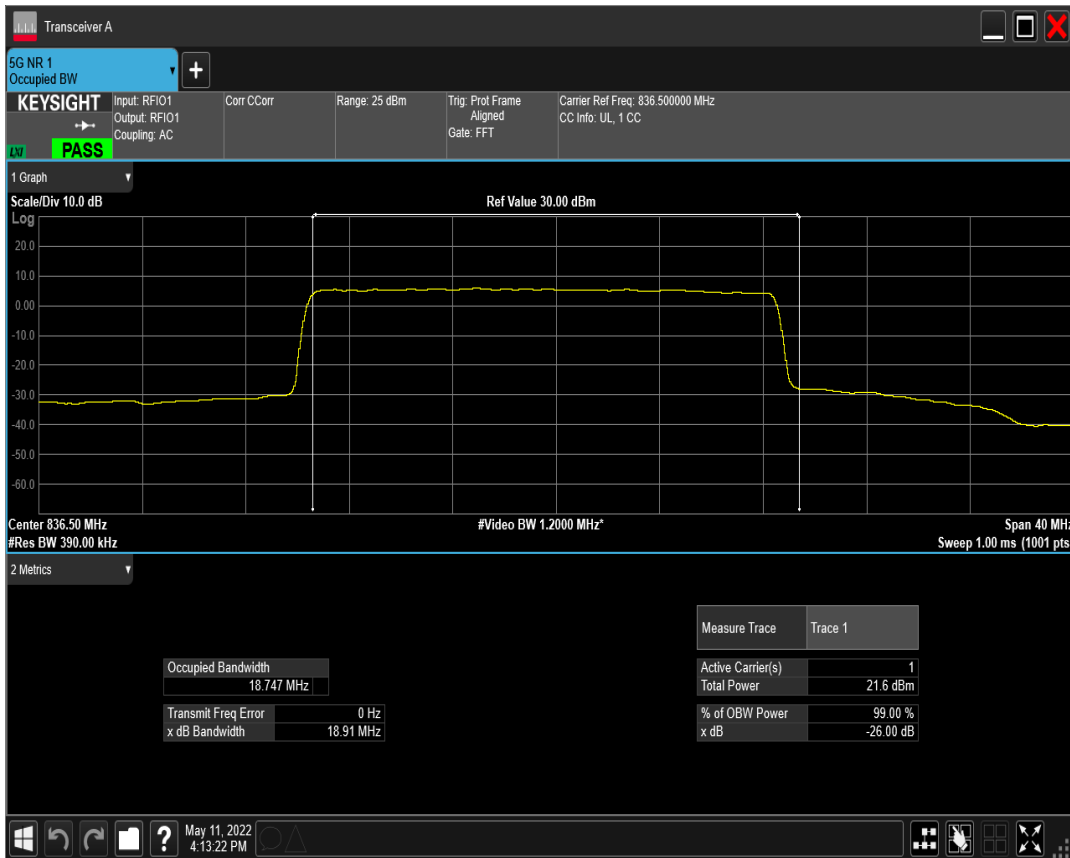 Transceiver A
5G NR 1
Occupied BW
KEYSIGHT
LXI
PASS
Input: RFIO1
Output: RFIO1
Coupling: AC
Corr CCorr
Range: 25 dBm
Trig: Prot Frame
Aligned
Gate: FFT
Carrier Ref Freq: 836.500000 MHz
CC Info: UL, 1 CC
1 Graph
Scale/Div 10.0 dB
Ref Value 30.00 dBm
Log
20.0
10.0
0.00
-10.0
-20.0
-30.0
-40.0
-50.0
-60.0
Center 836.50 MHz
#Video BW 1.2000 MHz*
Span 40 MHz
#Res BW 390.00 kHz
Sweep 1.00 ms (1001 pts
2 Metrics
Measure Trace Trace 1
Occupied Bandwidth
18.747 MHz
Active Carrier(s) 1
Total Power 21.6 dBm
Transmit Freq Error 0 Hz
x dB Bandwidth 18.91 MHz
% of OBW Power 99.00 %
x dB -26.00 dB
?
May 11, 2022
4:13:22 PM